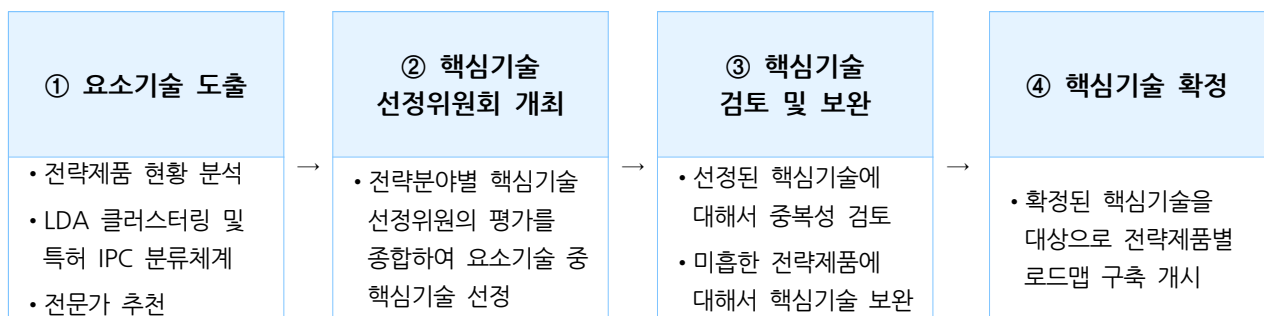 ① 요소기술 도출
• 전략제품 현황 분석
• LDA 클러스터링 및
특허 IPC 분류체계
• 전문가 추천
→
② 핵심기술
선정위원회 개최
• 전략분야별 핵심기술
선정위원의 평가를
종합하여 요소기술 중
핵심기술 선정
→
③ 핵심기술
검토 및 보완
• 선정된 핵심기술에
대해서 중복성 검토
• 미흡한 전략제품에
대해서 핵심기술 보완
→
④ 핵심기술 확정
• 확정된 핵심기술을
대상으로 전략제품별
로드맵 구축 개시